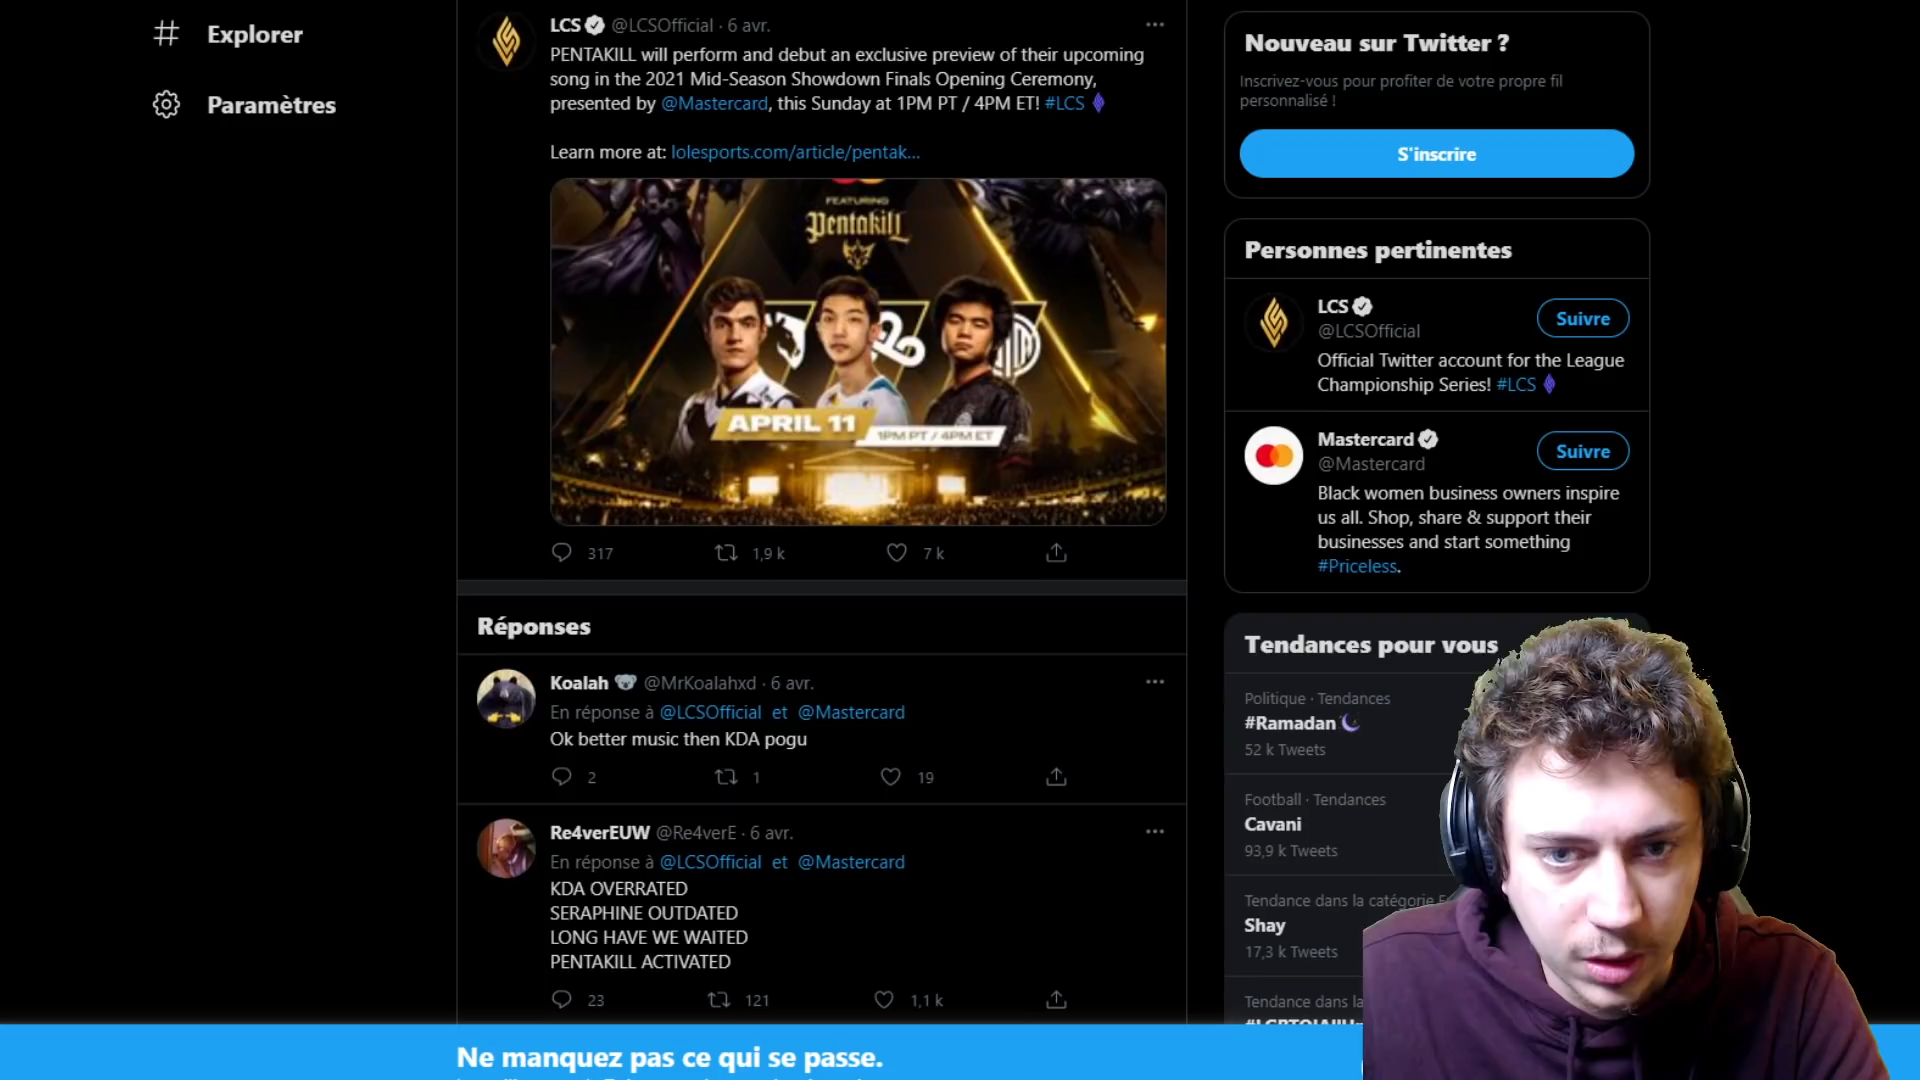 Explorer
Paramètres
LCS @LCSOfficial · 6 avr.
PENTAKILL will perform and debut an exclusive preview of their upcoming
song in the 2021 Mid-Season Showdown Finals Opening Ceremony,
presented by @Mastercard, this Sunday at 1PM PT / 4PM ET! #LCS
Learn more at: lolesports.com/article/pentak...
FEATURING
Pentakill
APRIL 11
1PM PT / 4PM ET
317 1,9 k 7 k
Réponses
Koalah @MrKoalahxd · 6 avr.
En réponse à @LCSOfficial et @Mastercard
Ok better music then KDA pogu
2 1 19
Re4verEUW @Re4verE · 6 avr.
En réponse à @LCSOfficial et @Mastercard
KDA OVERRATED
SERAPHINE OUTDATED
LONG HAVE WE WAITED
PENTAKILL ACTIVATED
23 121 1,1 k
Nouveau sur Twitter ?
Inscrivez-vous pour profiter de votre propre fil
personnalisé !
S'inscrire
Personnes pertinentes
LCS
@LCSOfficial
Suivre
Official Twitter account for the League
Championship Series! #LCS
Mastercard
@Mastercard
Suivre
Black women business owners inspire
us all. Shop, share & support their
businesses and start something
#Priceless.
Tendances pour vous
Politique · Tendances
#Ramadan
52 k Tweets
Football · Tendances
Cavani
93,9 k Tweets
Tendance dans la catégorie
Shay
17,3 k Tweets
Tendance dans la
Ne manquez pas ce qui se passe.